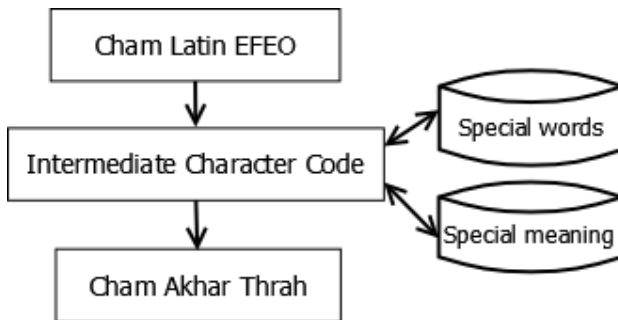 Cham Latin EFEO
Special words
Intermediate Character Code
Special meaning
Cham Akhar Thrah